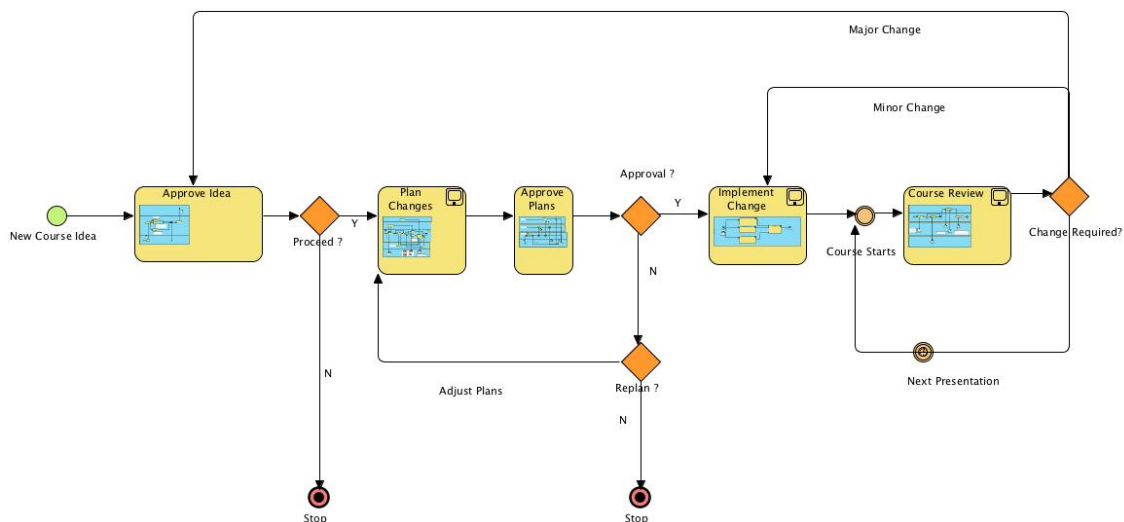 Major Change
Minor Change
Approval ?
Approve Idea
Plan
Changes
Approve
Plans
Implement
Change
Course Review
Y
Y
New Course Idea
Proceed ?
Change Required?
Course Starts
N
N
Next Presentation
Adjust Plans
Replan ?
N
Stop
Stop